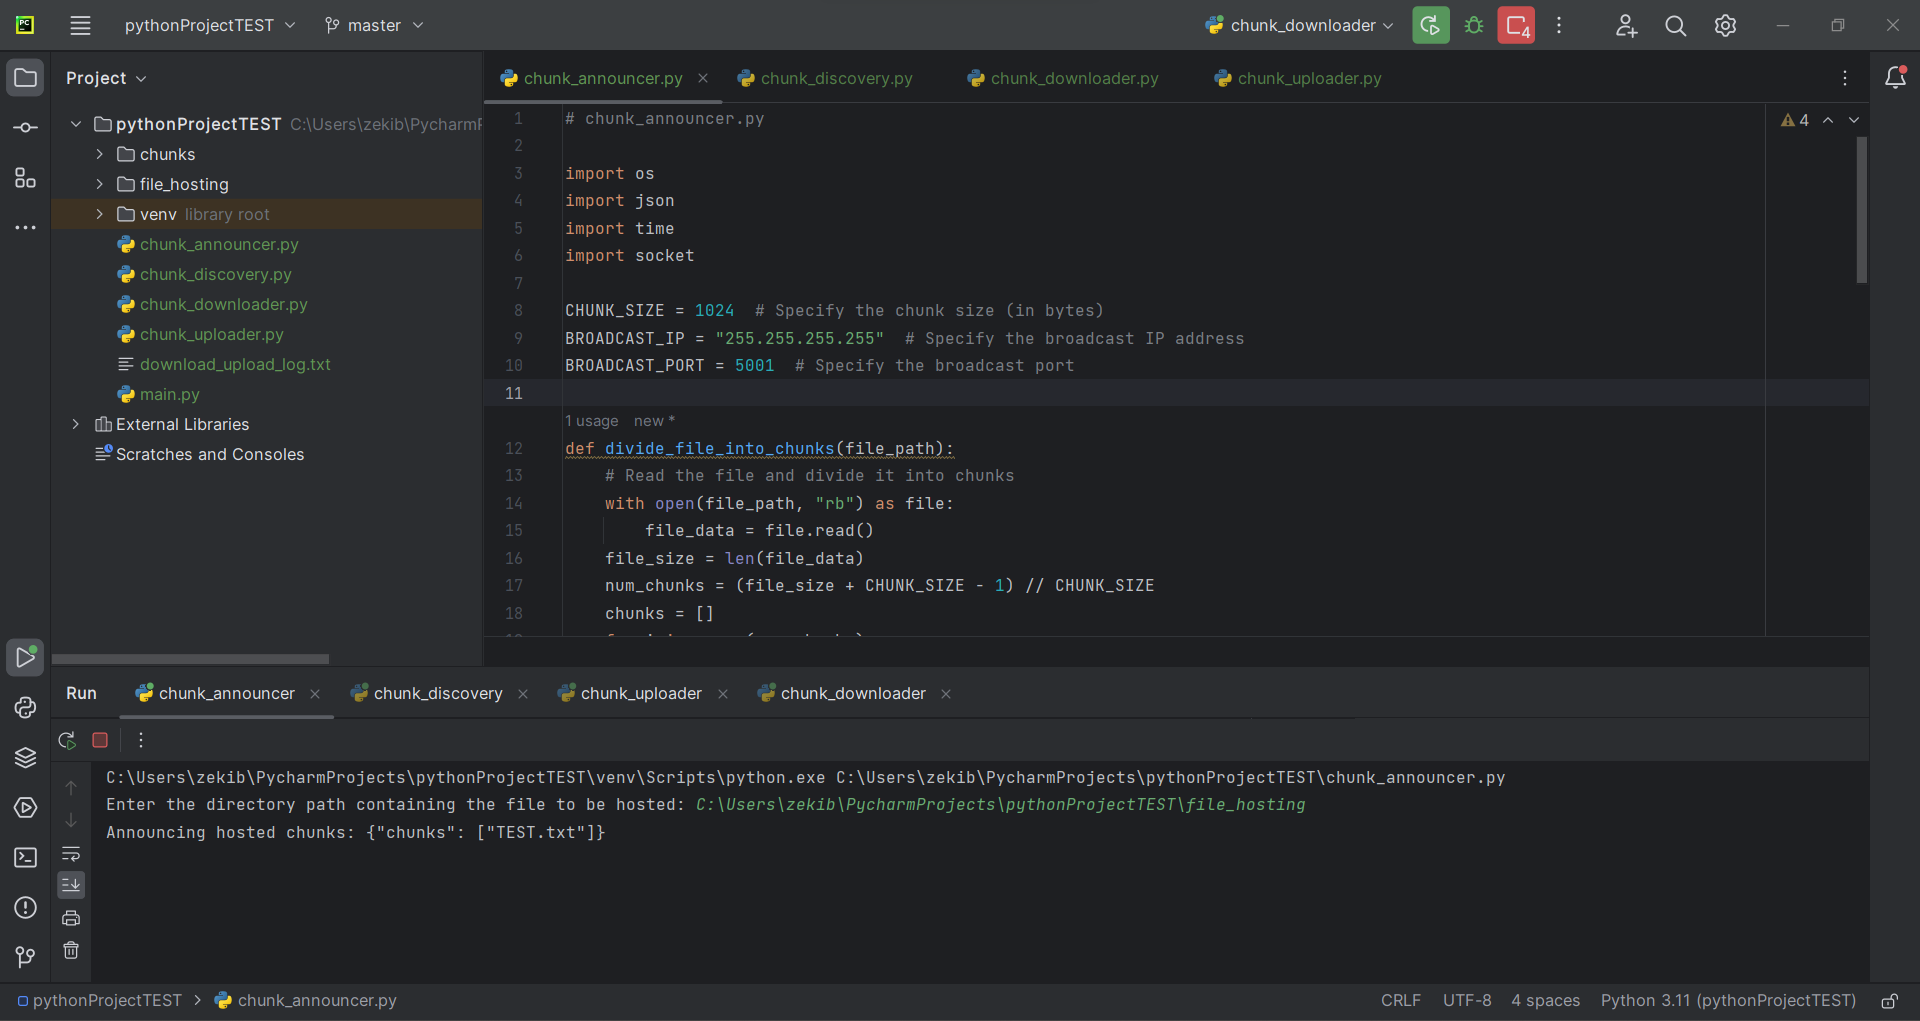 PC
pythonProjectTEST
master
chunk_downloader
4
Project
chunk_announcer.py
chunk_discovery.py
chunk_downloader.py
chunk_uploader.py
pythonProjectTEST C:\Users\zekib\Pycharm
chunks
file_hosting
venv library root
chunk_announcer.py
chunk_discovery.py
chunk_downloader.py
chunk_uploader.py
download_upload_log.txt
main.py
External Libraries
Scratches and Consoles
4
1 # chunk_announcer.py
2
3 import os
4 import json
5 import time
6 import socket
7
8 CHUNK_SIZE = 1024 # Specify the chunk size (in bytes)
9 BROADCAST_IP = "255.255.255.255" # Specify the broadcast IP address
10 BROADCAST_PORT = 5001 # Specify the broadcast port
11
1 usage new *
12 def divide_file_into_chunks(file_path):
13 # Read the file and divide it into chunks
14 with open(file_path, "rb") as file:
15 file_data = file.read()
16 file_size = len(file_data)
17 num_chunks = (file_size + CHUNK_SIZE - 1) // CHUNK_SIZE
18 chunks = []
Run
chunk_announcer
chunk_discovery
chunk_uploader
chunk_downloader
C:\Users\zekib\PycharmProjects\pythonProjectTEST\venv\Scripts\python.exe C:\Users\zekib\PycharmProjects\pythonProjectTEST\chunk_announcer.py
Enter the directory path containing the file to be hosted: C:\Users\zekib\PycharmProjects\pythonProjectTEST\file_hosting
Announcing hosted chunks: {"chunks": ["TEST.txt"]}
pythonProjectTEST > chunk_announcer.py
CRLF UTF-8 4 spaces Python 3.11 (pythonProjectTEST)